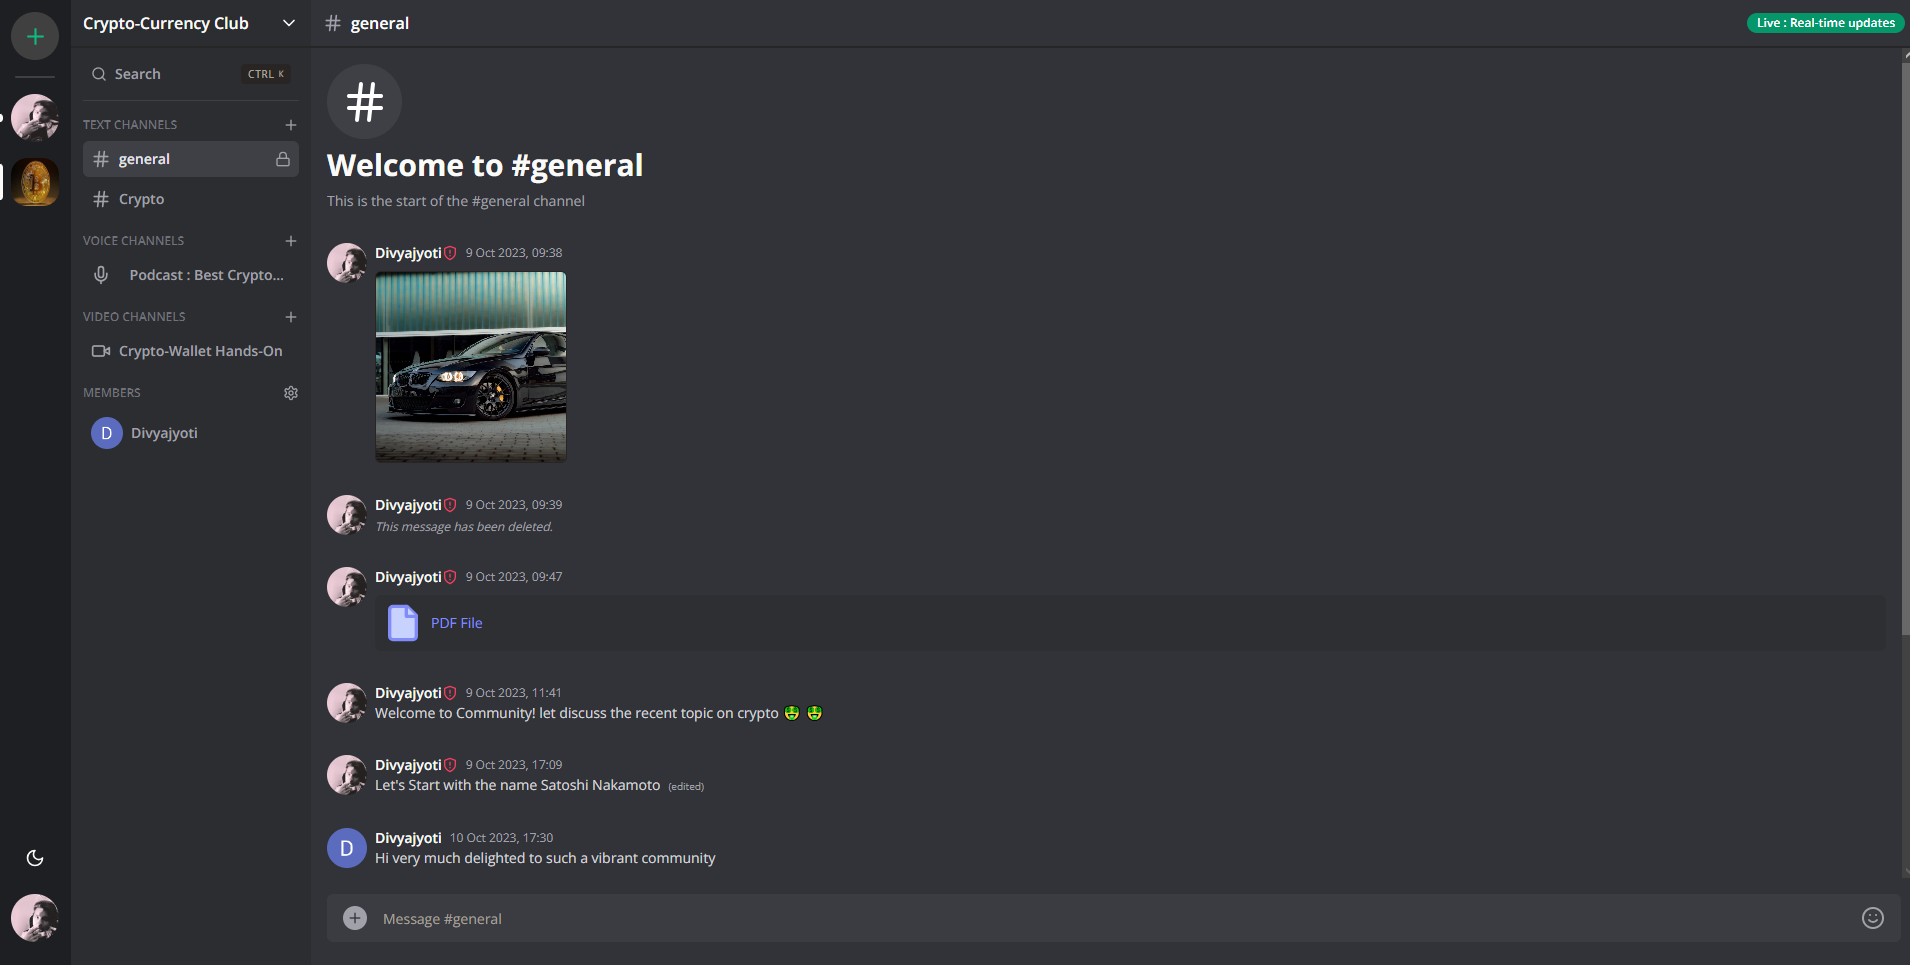 Crypto-Currency Club
Search
CTRL K
TEXT CHANNELS
general
Crypto
VOICE CHANNELS
Podcast : Best Crypto...
VIDEO CHANNELS
Crypto-Wallet Hands-On
MEMBERS
D Divyajyoti
# general
Live : Real-time updates
#
Welcome to #general
This is the start of the #general channel
Divyajyoti 9 Oct 2023, 09:38
Divyajyoti 9 Oct 2023, 09:39
This message has been deleted.
Divyajyoti 9 Oct 2023, 09:47
PDF File
Divyajyoti 9 Oct 2023, 11:41
Welcome to Community! let discuss the recent topic on crypto 🤑 🤑
Divyajyoti 9 Oct 2023, 17:09
Let's Start with the name Satoshi Nakamoto (edited)
D Divyajyoti 10 Oct 2023, 17:30
Hi very much delighted to such a vibrant community
Message #general